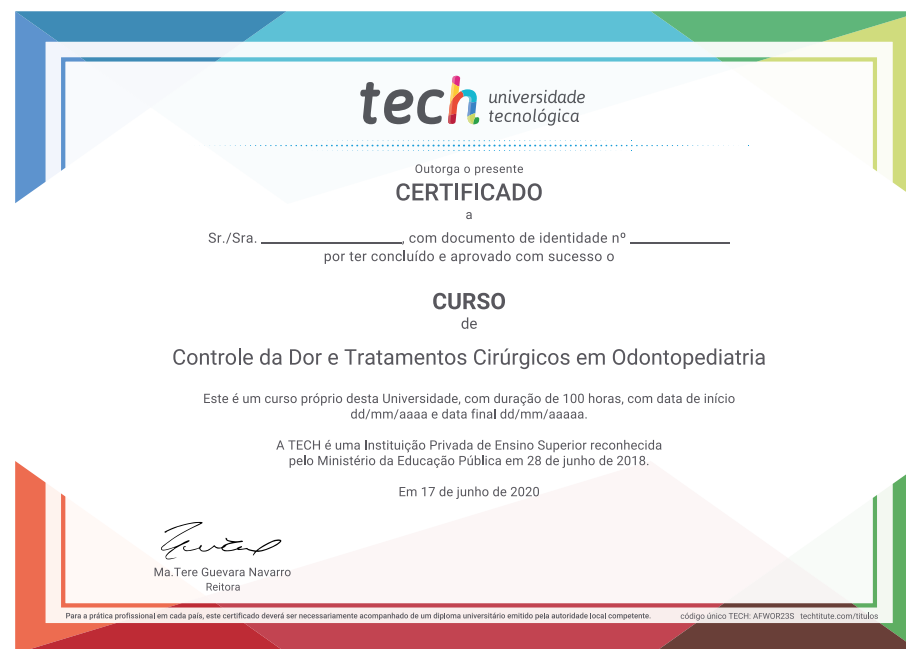 tech universidade
tecnológica
Outorga o presente
CERTIFICADO
a
Sr./Sra. ____________________, com documento de identidade nº ______________
por ter concluído e aprovado com sucesso o
CURSO
de
Controle da Dor e Tratamentos Cirúrgicos em Odontopediatria
Este é um curso próprio desta Universidade, com duração de 100 horas, com data de início
dd/mm/aaaa e data final dd/mm/aaaaa.
A TECH é uma Instituição Privada de Ensino Superior reconhecida
pelo Ministério da Educação Pública em 28 de junho de 2018.
Em 17 de junho de 2020
Ma.Tere Guevara Navarro
Reitora
Para a prática profissional em cada país, este certificado deverá ser necessariamente acompanhado de um diploma universitário emitido pela autoridade local competente. código único TECH: AFWOR23S techtitute.com/titulos